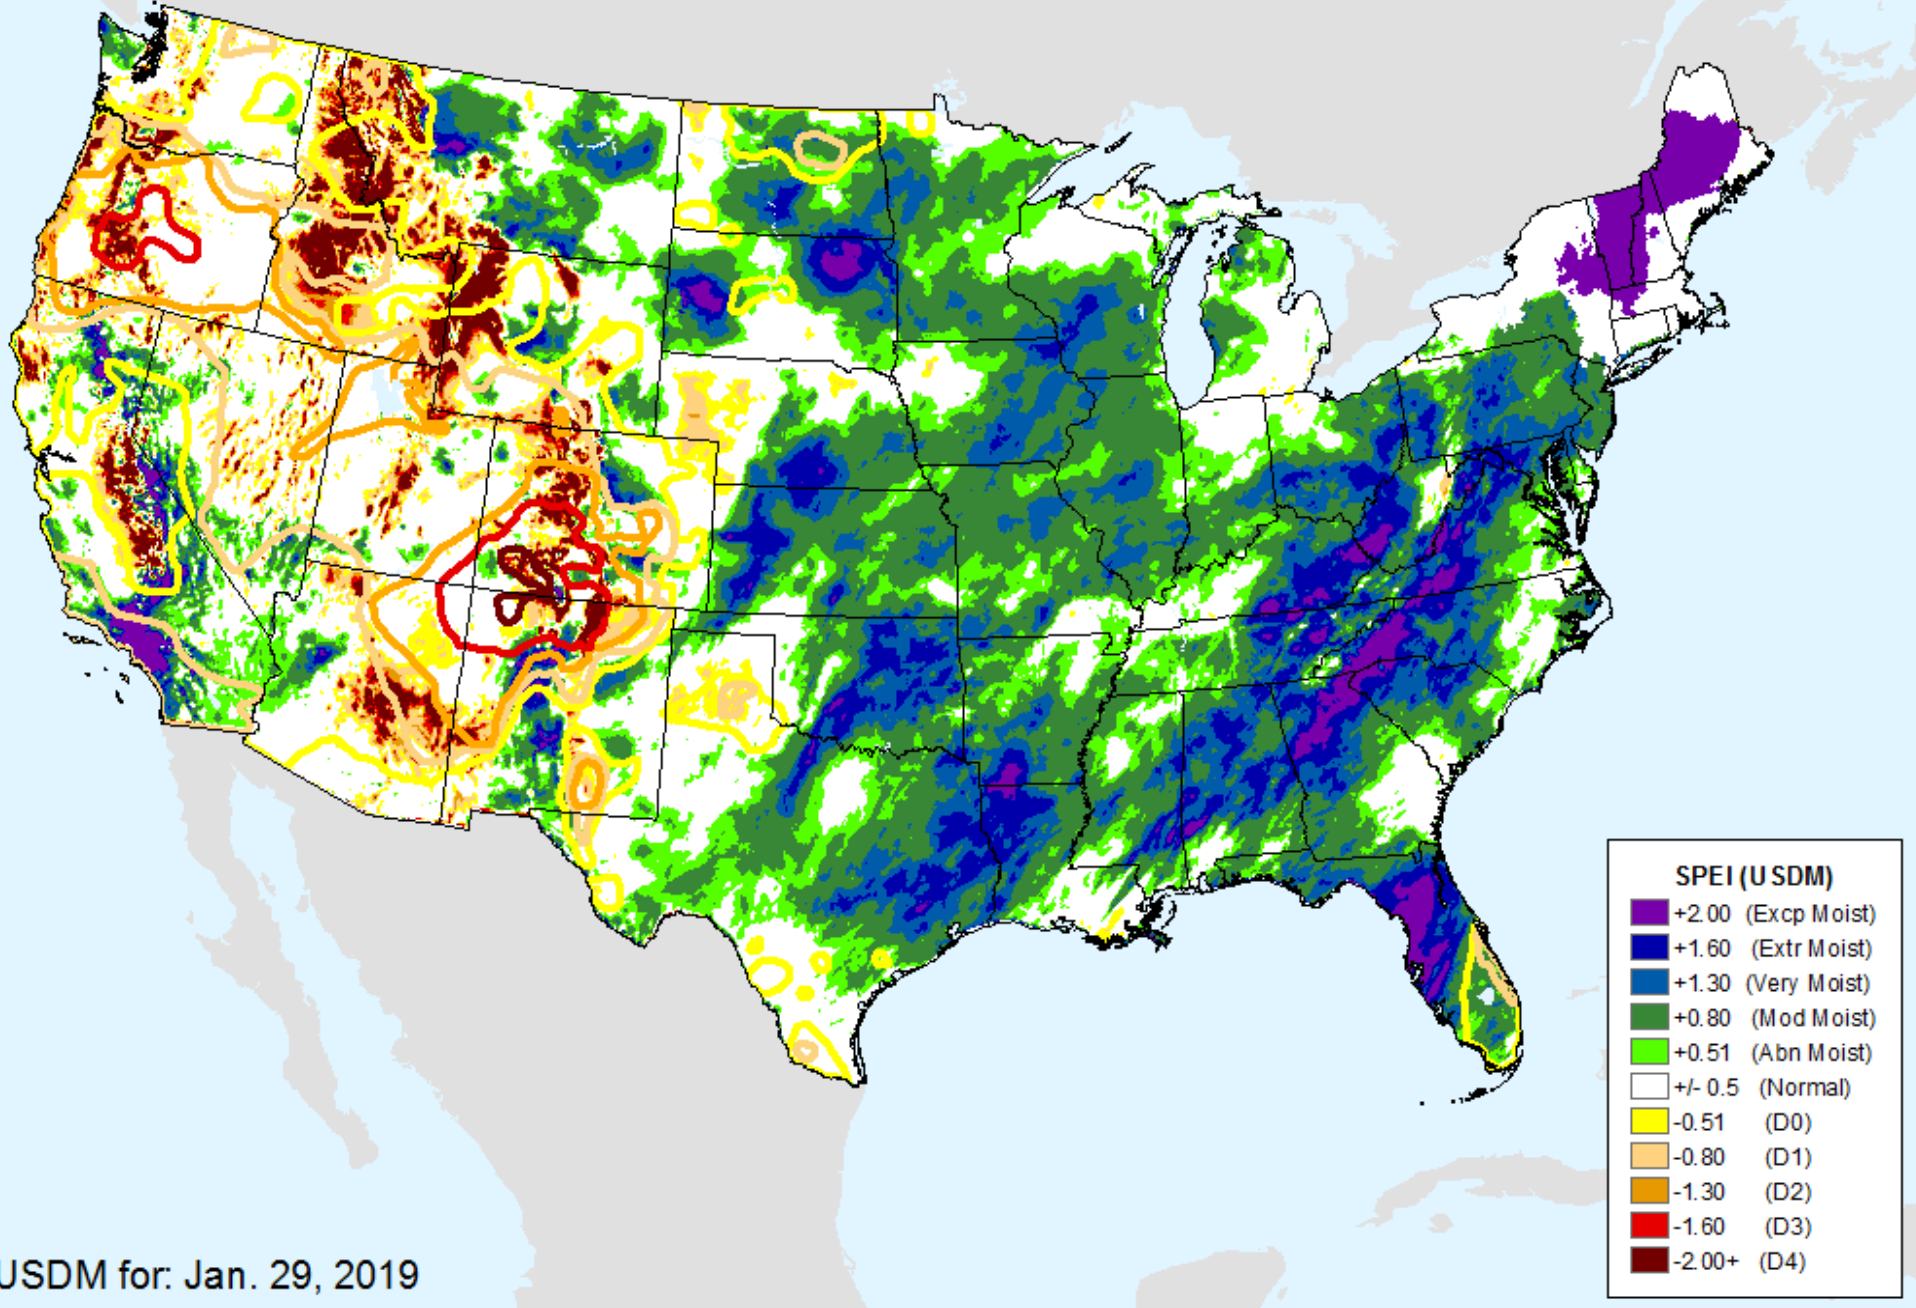 SPEI (USDM)
+2.00 (Excp Moist)
+1.60 (Extr Moist)
+1.30 (Very Moist)
+0.80 (Mod Moist)
+0.51 (Abn Moist)
+/- 0.5 (Normal)
-0.51 (D0)
-0.80 (D1)
-1.30 (D2)
-1.60 (D3)
-2.00+ (D4)
USDM for: Jan. 29, 2019